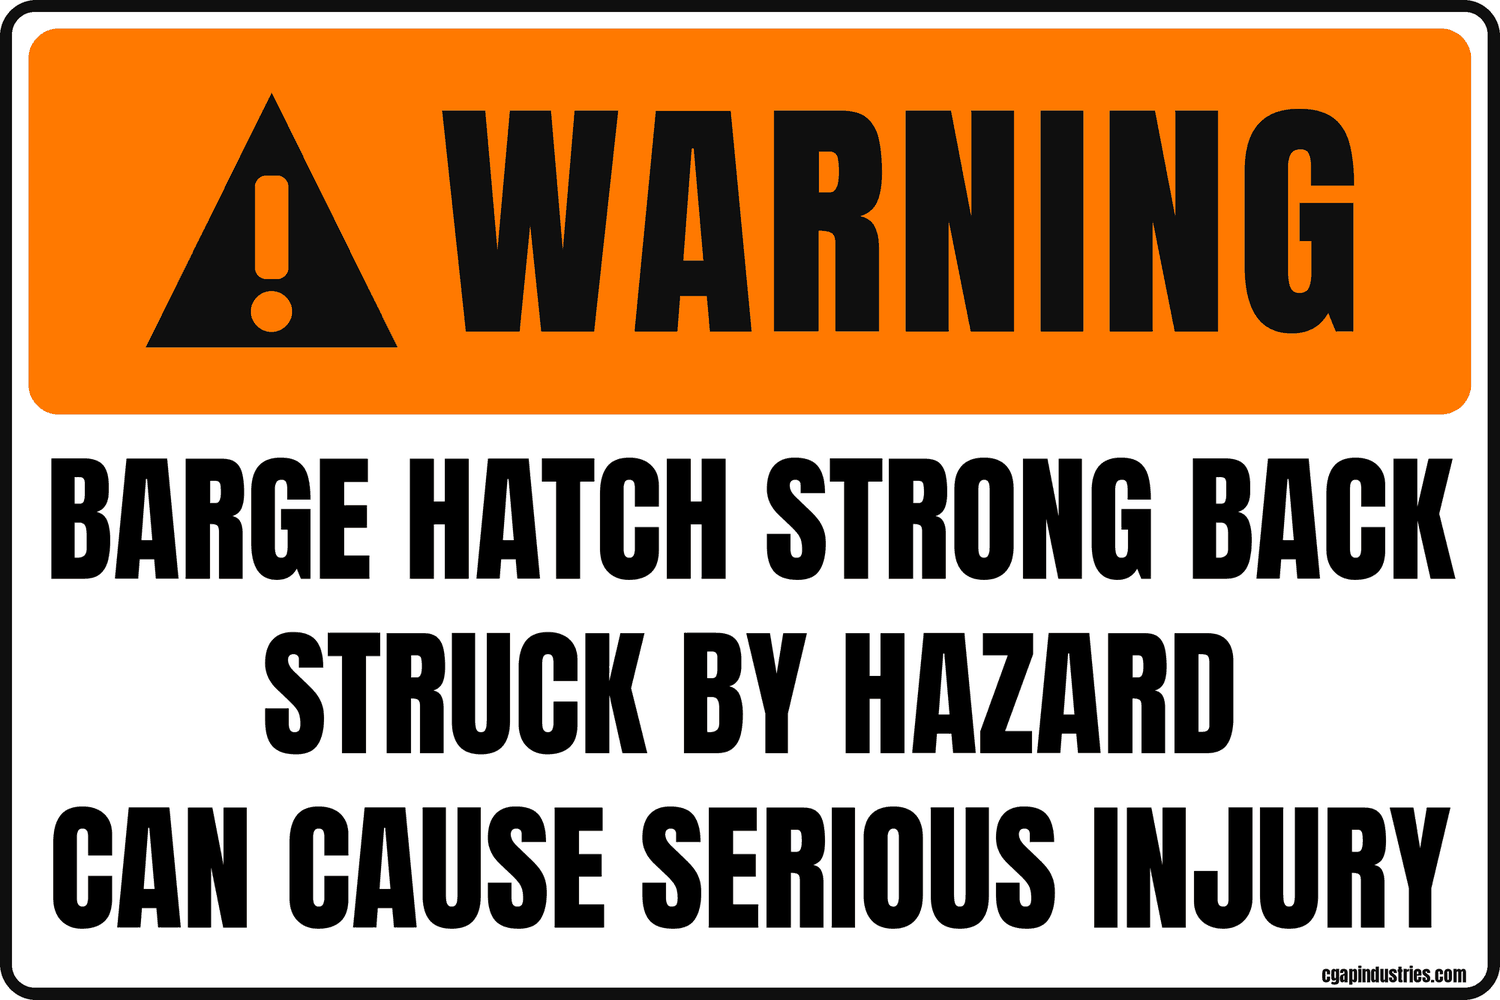 WARNING
BARGE HATCH STRONG BACK
STRUCK BY HAZARD
CAN CAUSE SERIOUS INJURY
cgapindustries.com